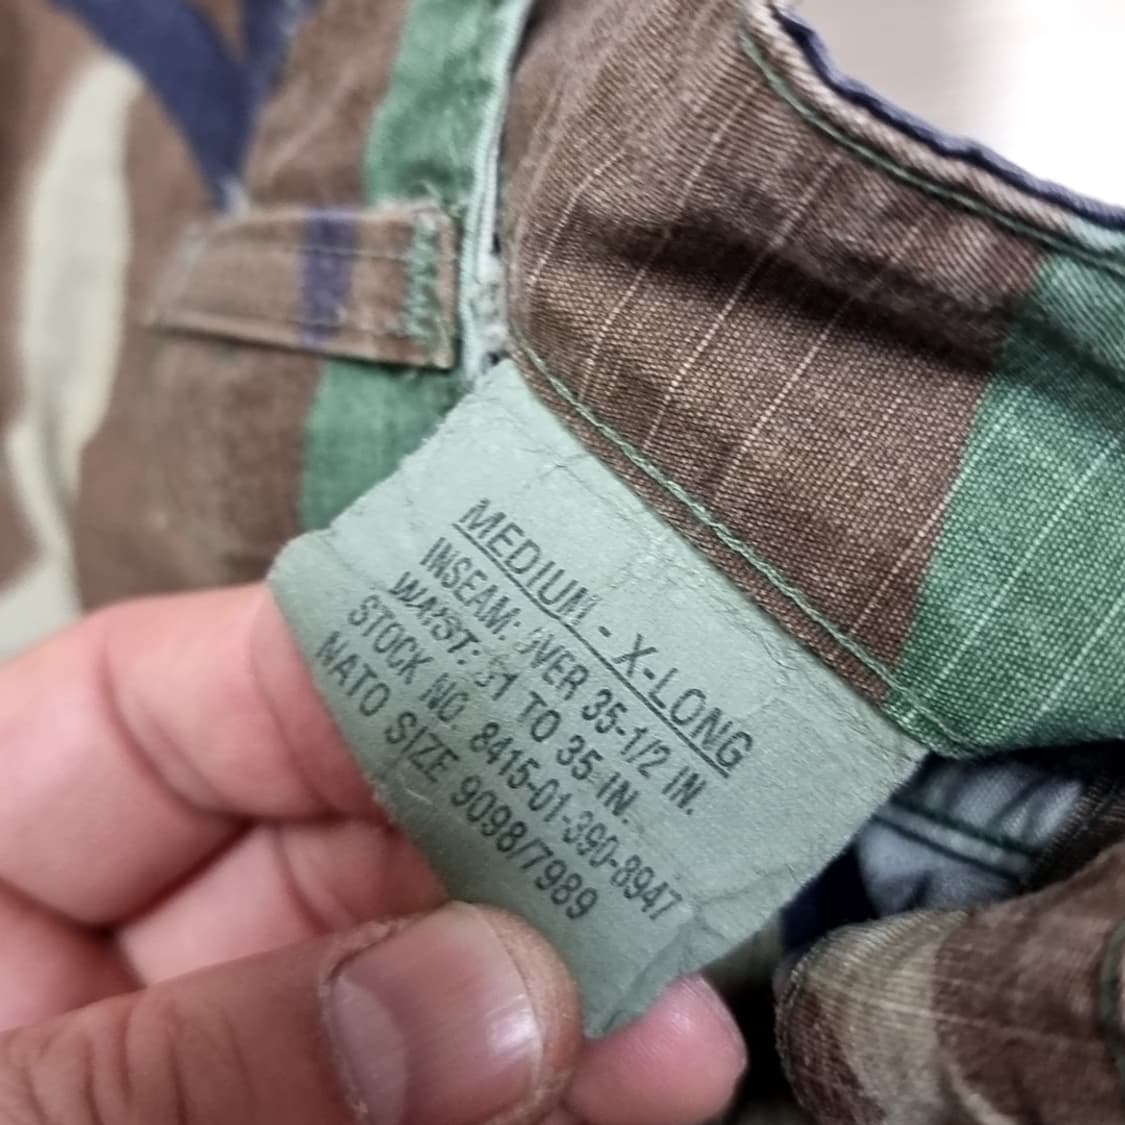 MEDIUM - X-LONG
INSEAM: OVER 35-1/2 IN.
WAIST: 31 TO 35 IN.
STOCK NO. 8415-01-390-8947
NATO SIZE 9098/7989